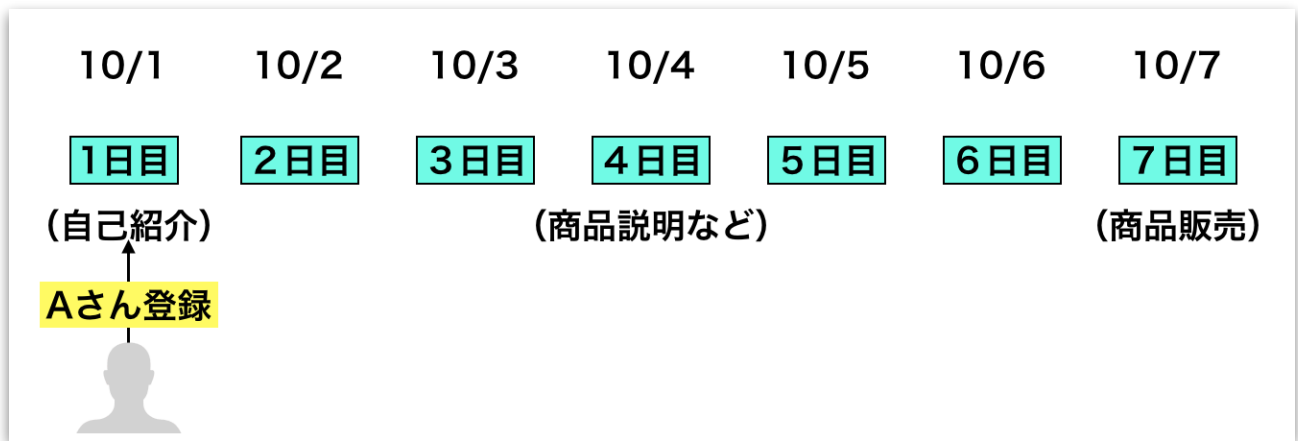 10/1 10/2 10/3 10/4 10/5 10/6 10/7
1日目 2日目 3日目 4日目 5日目 6日目 7日目
(自己紹介) (商品説明など) (商品販売)
Aさん登録